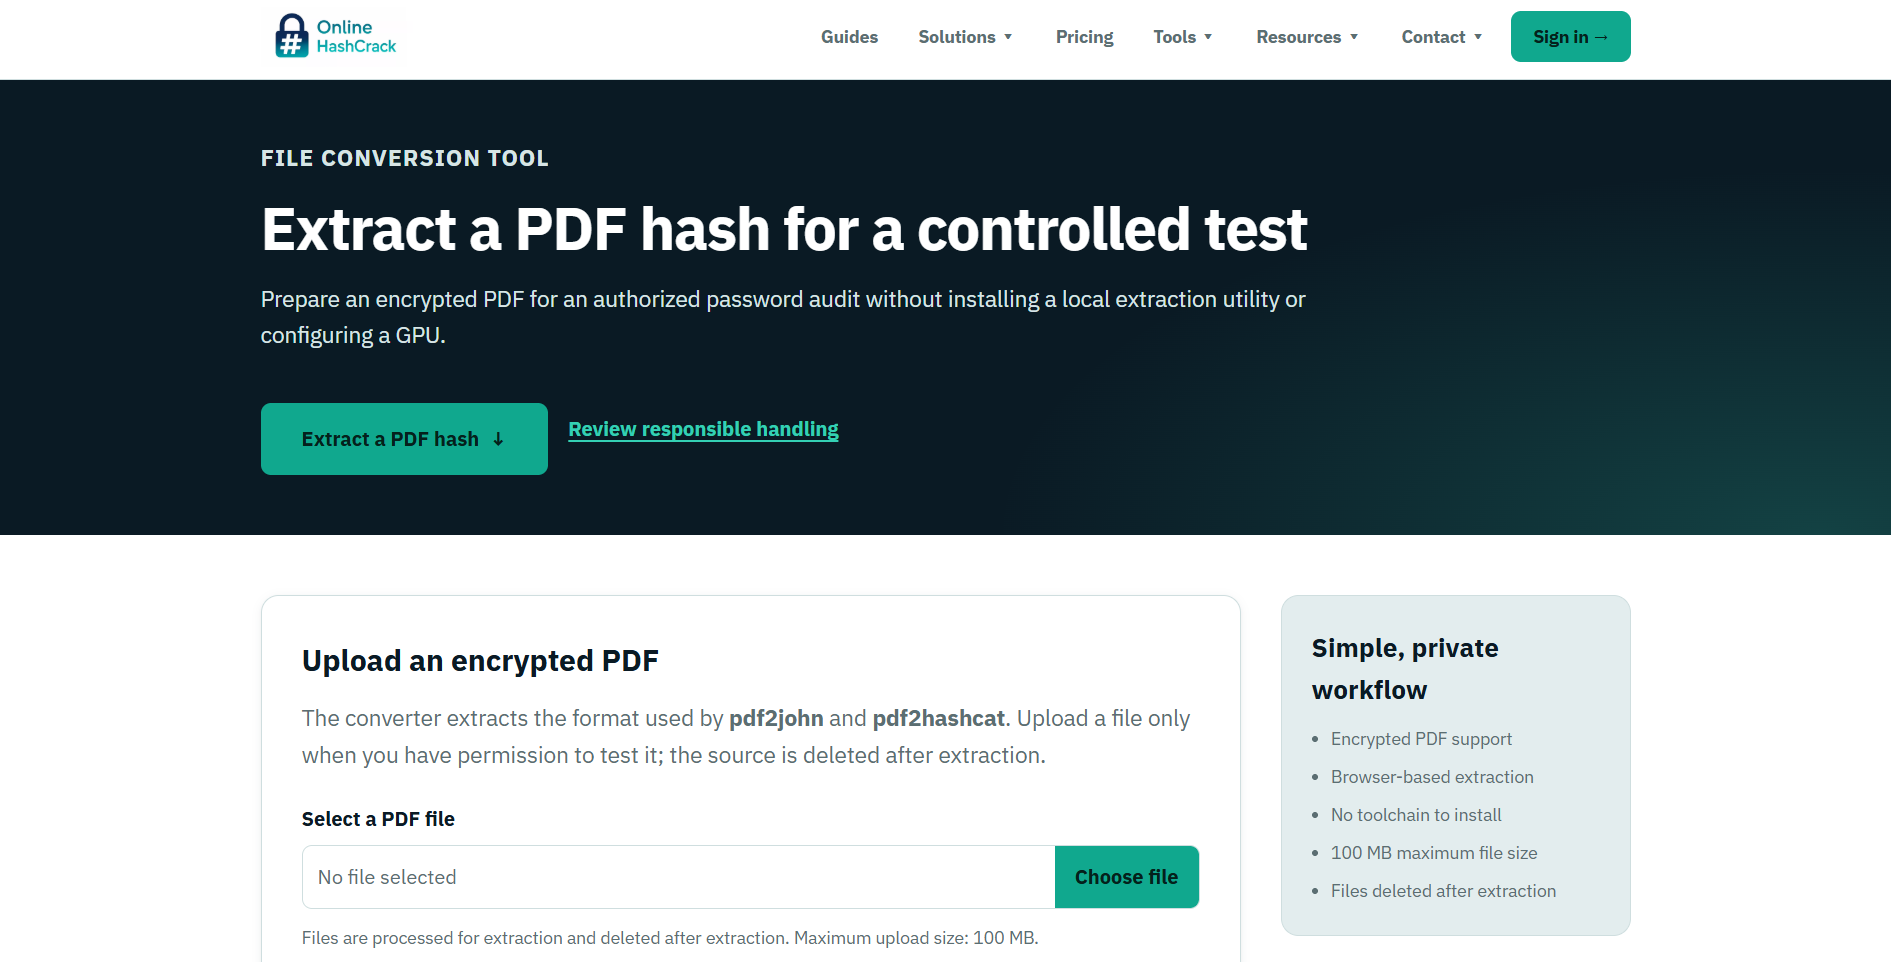 Online
HashCrack
Guides
Solutions ▼
Pricing
Tools ▼
Resources ▼
Contact ▼
Sign in →
FILE CONVERSION TOOL
Extract a PDF hash for a controlled test
Prepare an encrypted PDF for an authorized password audit without installing a local extraction utility or
configuring a GPU.
Extract a PDF hash ↓
Review responsible handling
Upload an encrypted PDF
The converter extracts the format used by pdf2john and pdf2hashcat. Upload a file only
when you have permission to test it; the source is deleted after extraction.
Select a PDF file
No file selected
Choose file
Files are processed for extraction and deleted after extraction. Maximum upload size: 100 MB.
Simple, private
workflow
• Encrypted PDF support
• Browser-based extraction
• No toolchain to install
• 100 MB maximum file size
• Files deleted after extraction